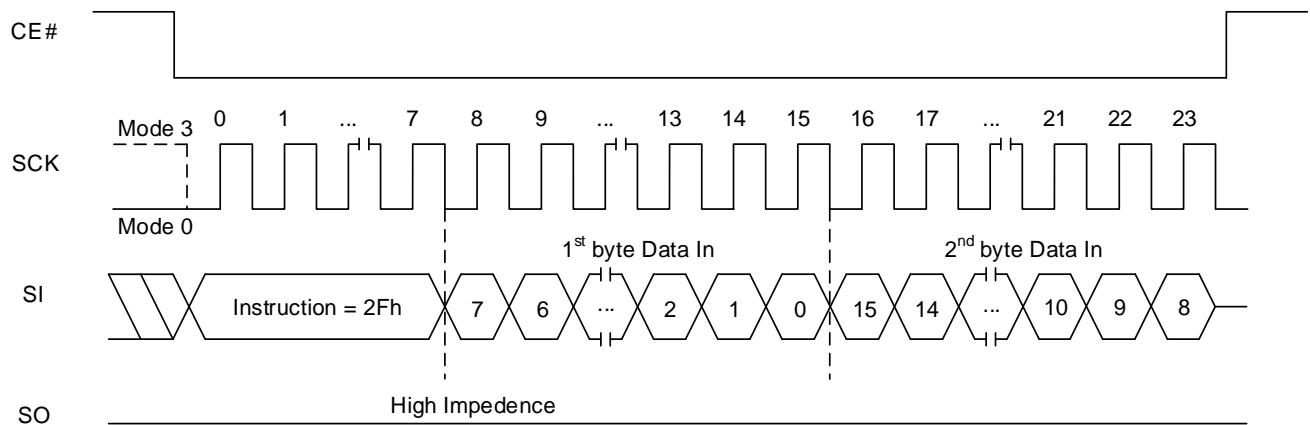 CE#
0 1 ... 7 8 9 ... 13 14 15 16 17 ... 21 22 23
Mode 3
SCK
Mode 0
1st byte Data In 2nd byte Data In
SI
Instruction = 2Fh 7 6 ... 2 1 0 15 14 ... 10 9 8
High Impedence
SO